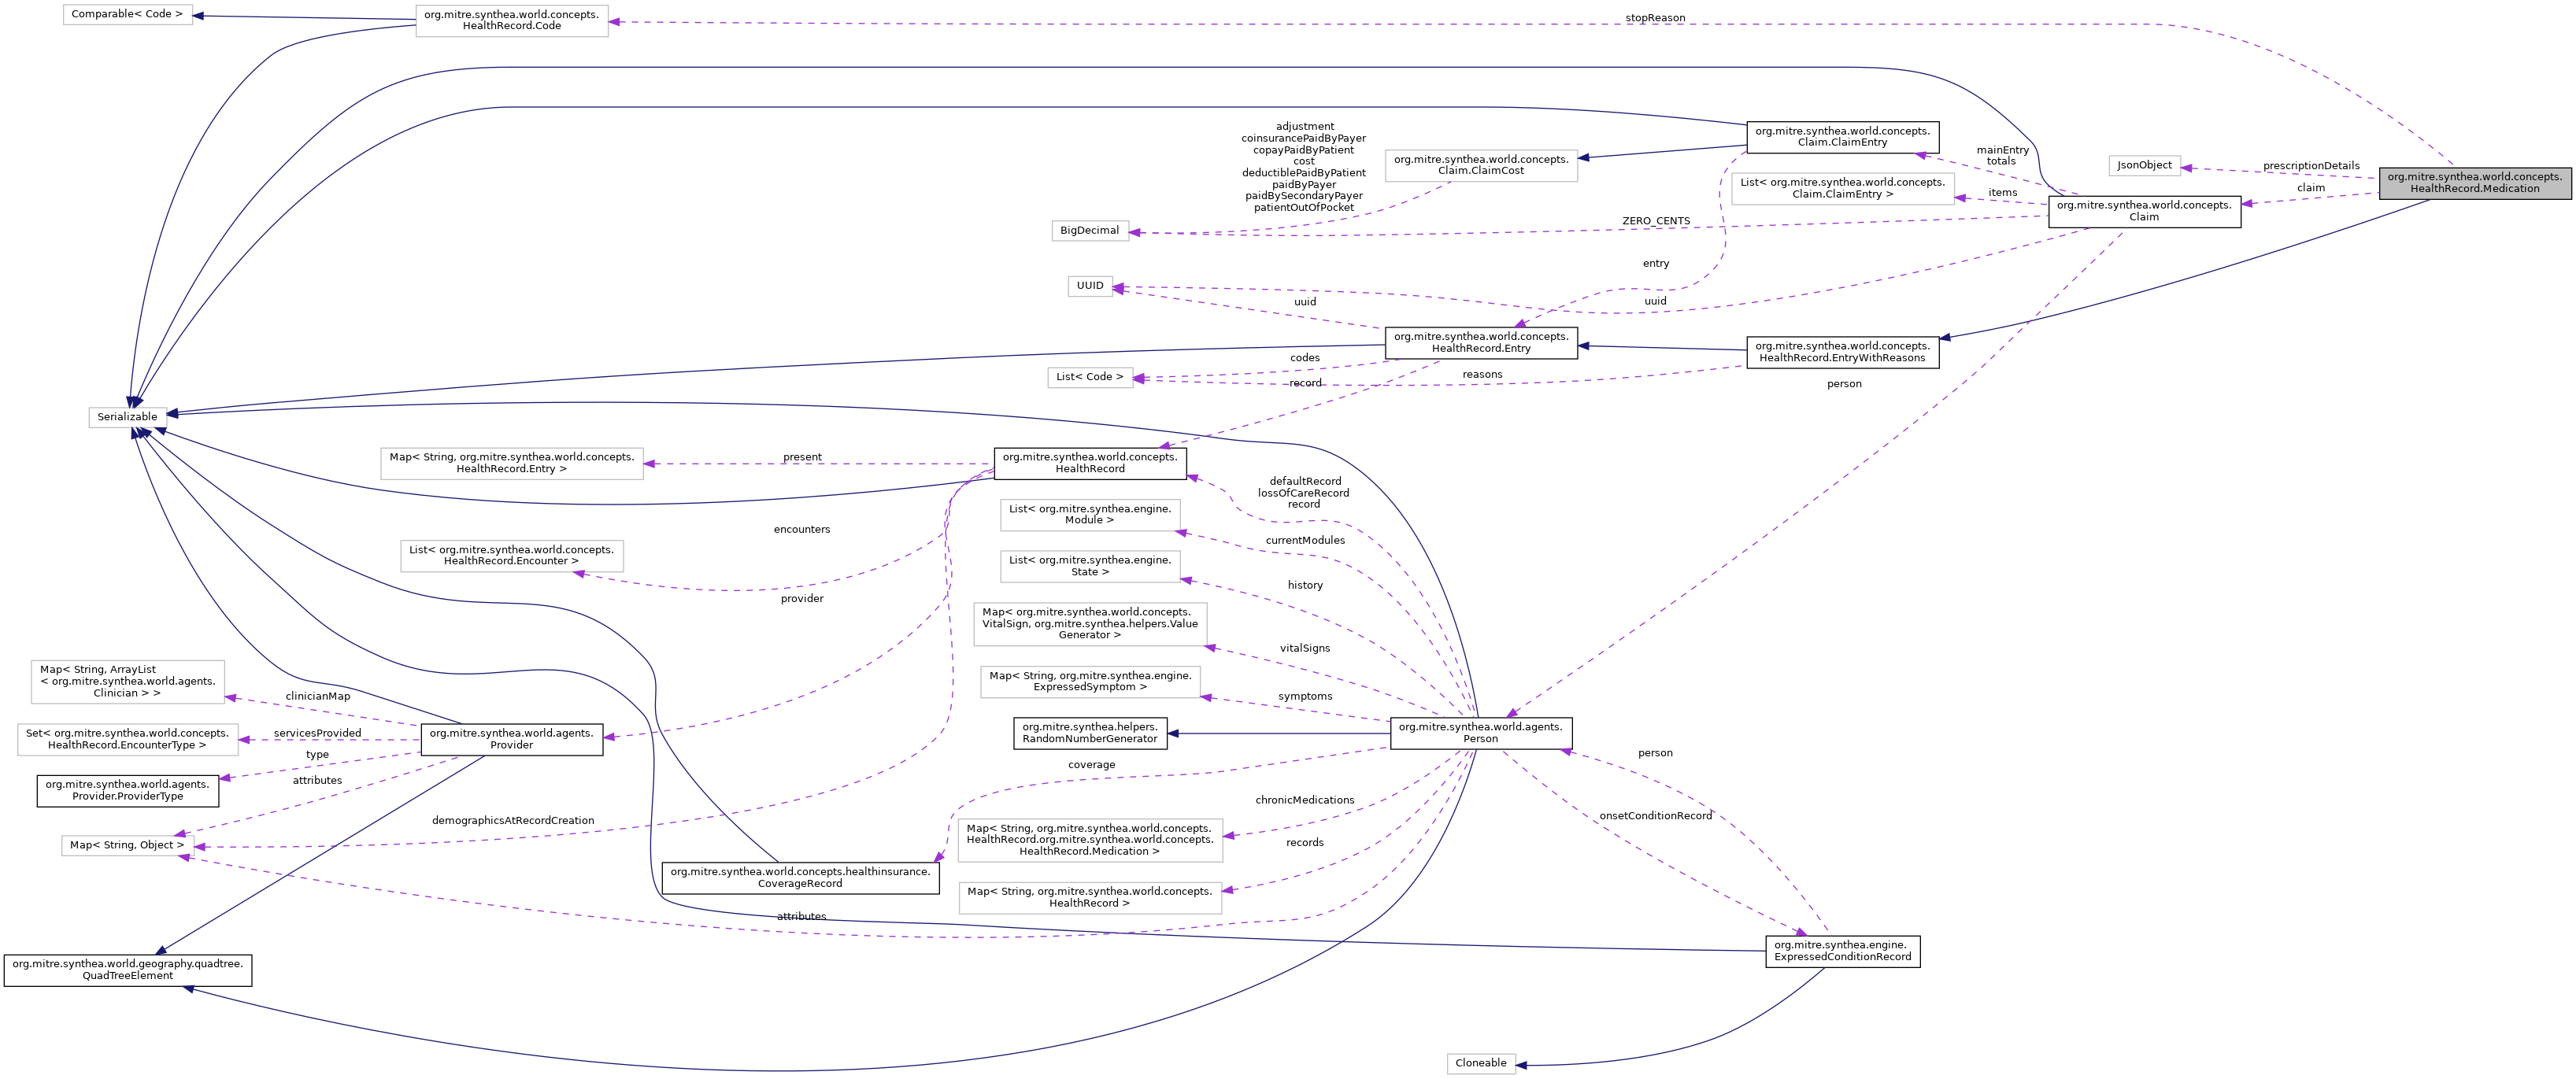 Comparable< Code >
org.mitre.synthea.world.concepts.
HealthRecord.Code
stopReason
adjustment
coinsurancePaidByPayer
copayPaidByPatient
cost
deductiblePaidByPatient
paidByPayer
paidBySecondaryPayer
patientOutOfPocket
org.mitre.synthea.world.concepts.
Claim.ClaimCost
org.mitre.synthea.world.concepts.
Claim.ClaimEntry
mainEntry
totals
JsonObject
prescriptionDetails
org.mitre.synthea.world.concepts.
HealthRecord.Medication
List< org.mitre.synthea.world.concepts.
Claim.ClaimEntry >
items
claim
org.mitre.synthea.world.concepts.
Claim
BigDecimal
ZERO_CENTS
entry
UUID
uuid
uuid
org.mitre.synthea.world.concepts.
HealthRecord.Entry
org.mitre.synthea.world.concepts.
HealthRecord.EntryWithReasons
codes
List< Code >
record
reasons
person
Serializable
Map< String, org.mitre.synthea.world.concepts.
HealthRecord.Entry >
present
org.mitre.synthea.world.concepts.
HealthRecord
defaultRecord
lossOfCareRecord
record
List< org.mitre.synthea.engine.
Module >
currentModules
encounters
List< org.mitre.synthea.world.concepts.
HealthRecord.Encounter >
List< org.mitre.synthea.engine.
State >
history
provider
Map< org.mitre.synthea.world.concepts.
VitalSign, org.mitre.synthea.helpers.Value
Generator >
vitalSigns
Map< String, ArrayList
< org.mitre.synthea.world.agents.
Clinician > >
clinicianMap
Map< String, org.mitre.synthea.engine.
ExpressedSymptom >
symptoms
Set< org.mitre.synthea.world.concepts.
HealthRecord.EncounterType >
servicesProvided
org.mitre.synthea.world.agents.
Provider
org.mitre.synthea.helpers.
RandomNumberGenerator
org.mitre.synthea.world.agents.
Person
type
person
coverage
org.mitre.synthea.world.agents.
Provider.ProviderType
attributes
chronicMedications
onsetConditionRecord
demographicsAtRecordCreation
Map< String, Object >
Map< String, org.mitre.synthea.world.concepts.
HealthRecord.org.mitre.synthea.world.concepts.
HealthRecord.Medication >
records
org.mitre.synthea.world.concepts.healthinsurance.
CoverageRecord
Map< String, org.mitre.synthea.world.concepts.
HealthRecord >
attributes
org.mitre.synthea.engine.
ExpressedConditionRecord
org.mitre.synthea.world.geography.quadtree.
QuadTreeElement
Cloneable